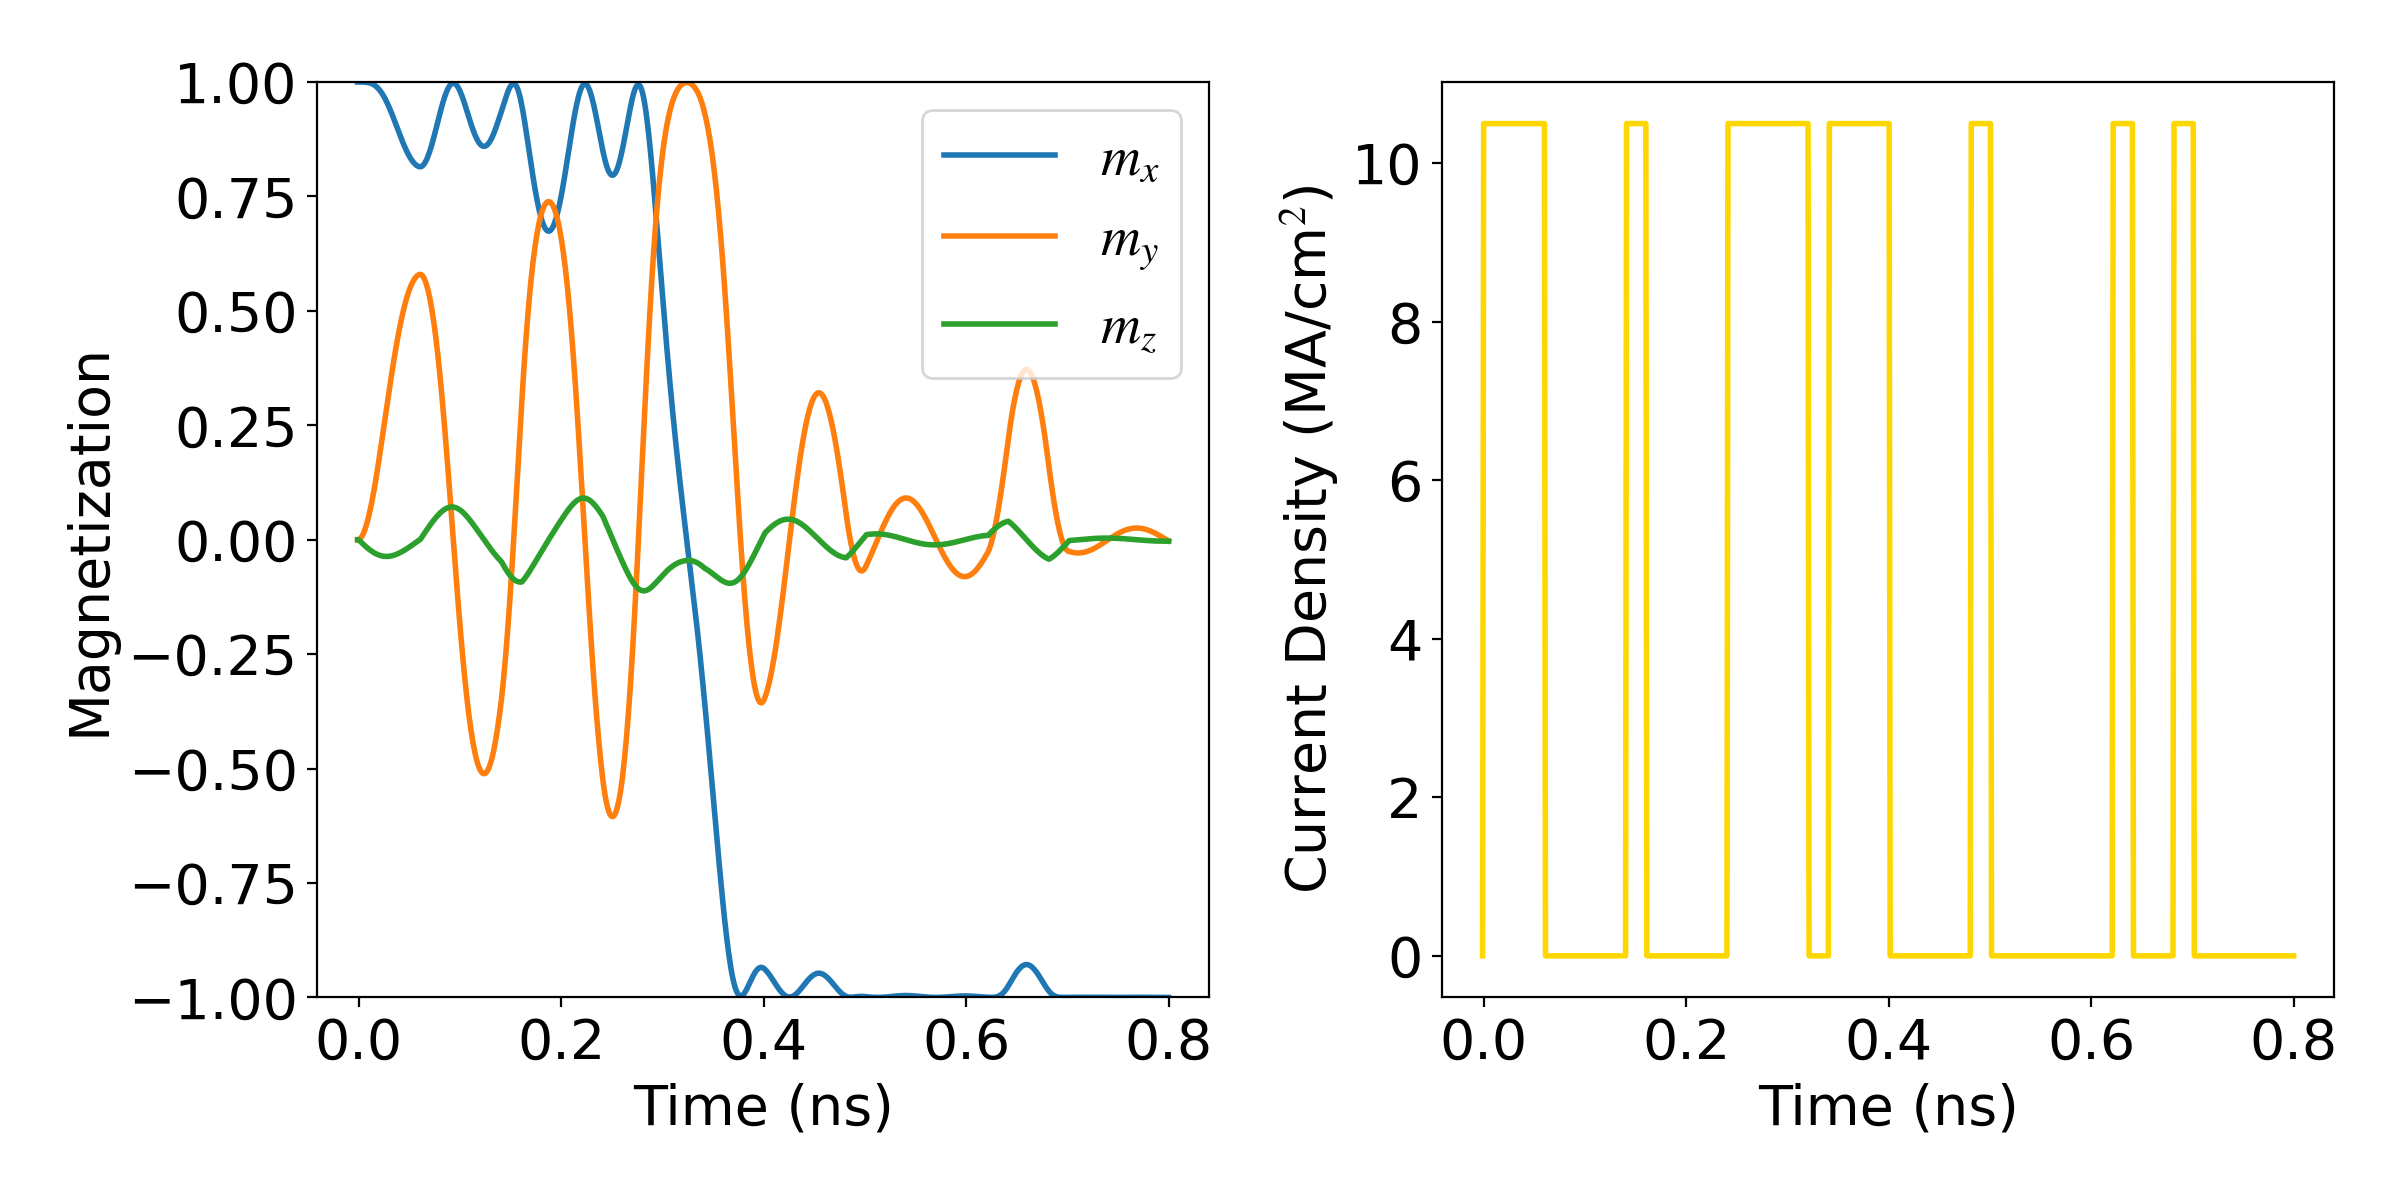 1.00
0.75
0.50
0.25
0.00
−0.25
−0.50
−0.75
−1.00
Magnetization
0.0 0.2 0.4 0.6 0.8
Time (ns)
m_x
m_y
m_z
10
8
6
4
2
0
Current Density (MA/cm²)
0.0 0.2 0.4 0.6 0.8
Time (ns)